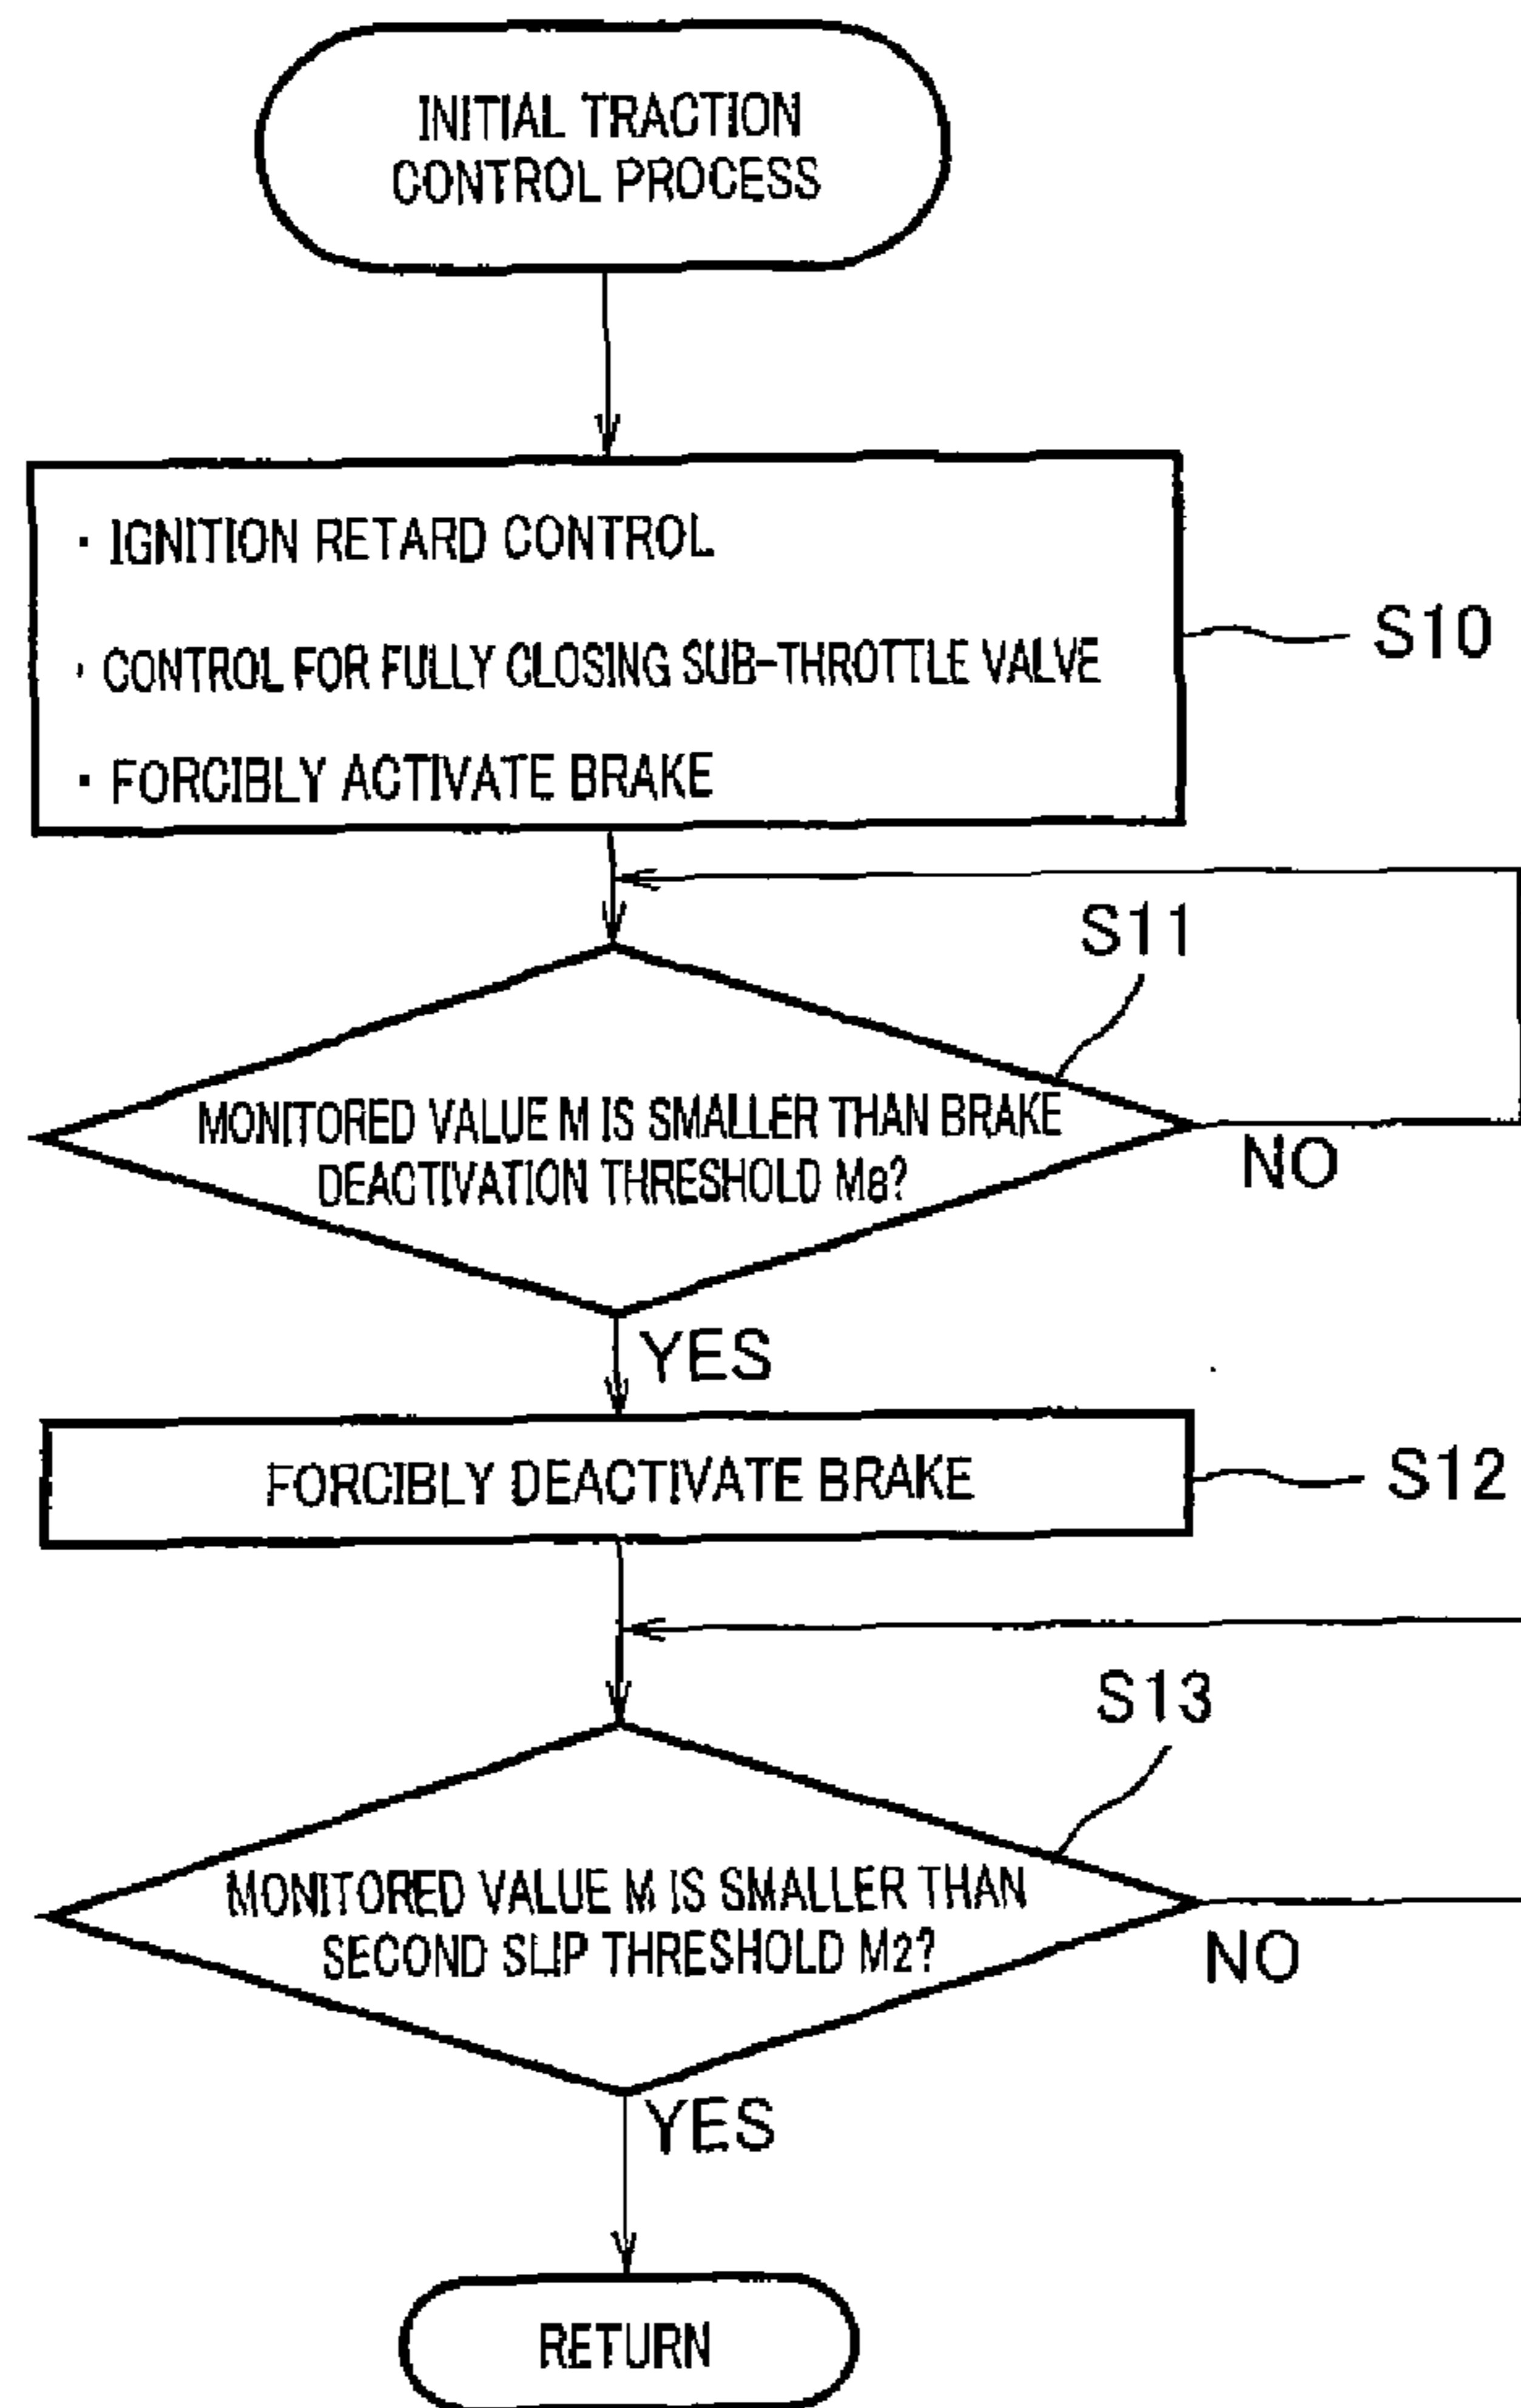 INITIAL TRACTION
CONTROL PROCESS
· IGNITION RETARD CONTROL
· CONTROL FOR FULLY CLOSING SUB-THROTTLE VALVE
· FORCIBLY ACTIVATE BRAKE
S10
S11
MONITORED VALUE M IS SMALLER THAN BRAKE
DEACTIVATION THRESHOLD M8?
NO
YES
FORCIBLY DEACTIVATE BRAKE
S12
S13
MONITORED VALUE M IS SMALLER THAN
SECOND SLIP THRESHOLD M2?
NO
YES
RETURN